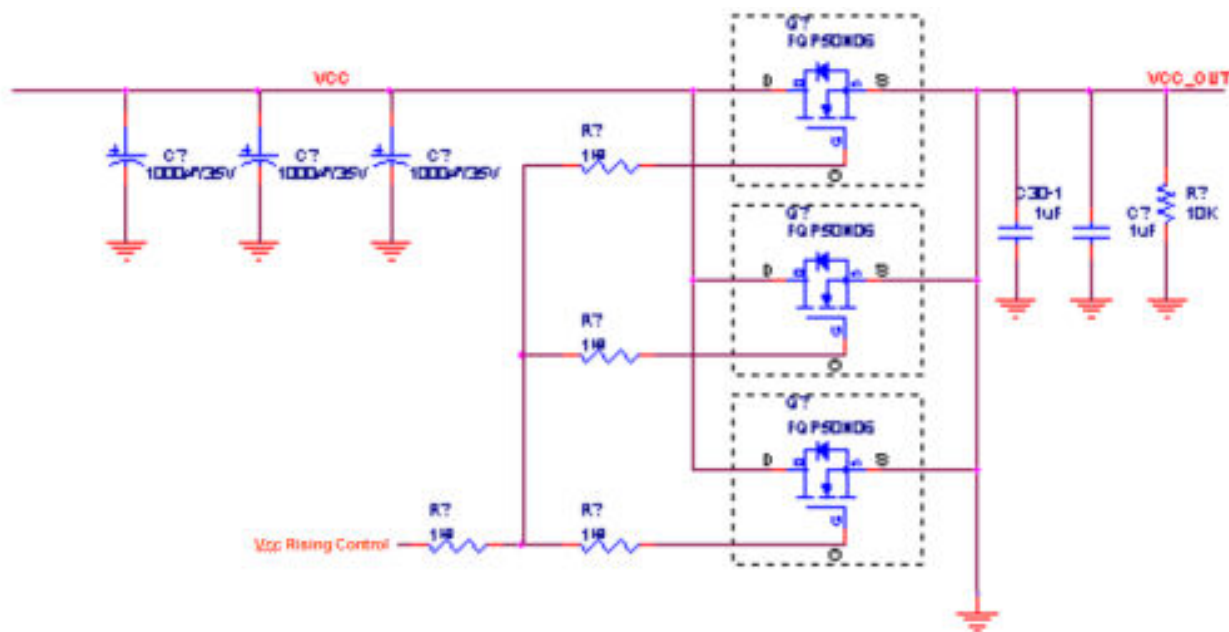 Q?
FQP50N06
VCC
D
S
VCC_OUT
D
S
G
R?
1K
C?
1000uF/35V
C?
1000uF/35V
C?
1000uF/35V
C30-1
1uF
C?
1uF
R?
10K
Q?
FQP50N06
D
S
D
S
G
R?
1K
Q?
FQP50N06
D
S
D
S
G
R?
1K
R?
1K
Vcc Rising Control